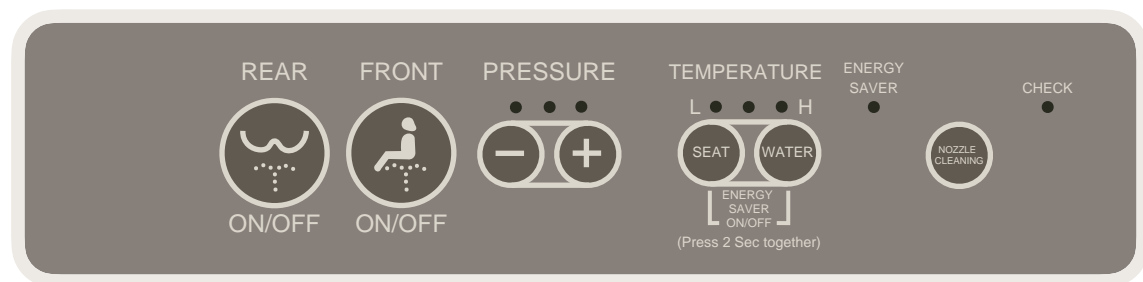 REAR
FRONT
PRESSURE
TEMPERATURE
ENERGY
SAVER
CHECK
L H
− +
SEAT
WATER
NOZZLE
CLEANING
ON/OFF
ON/OFF
ENERGY
SAVER
ON/OFF
(Press 2 Sec together)